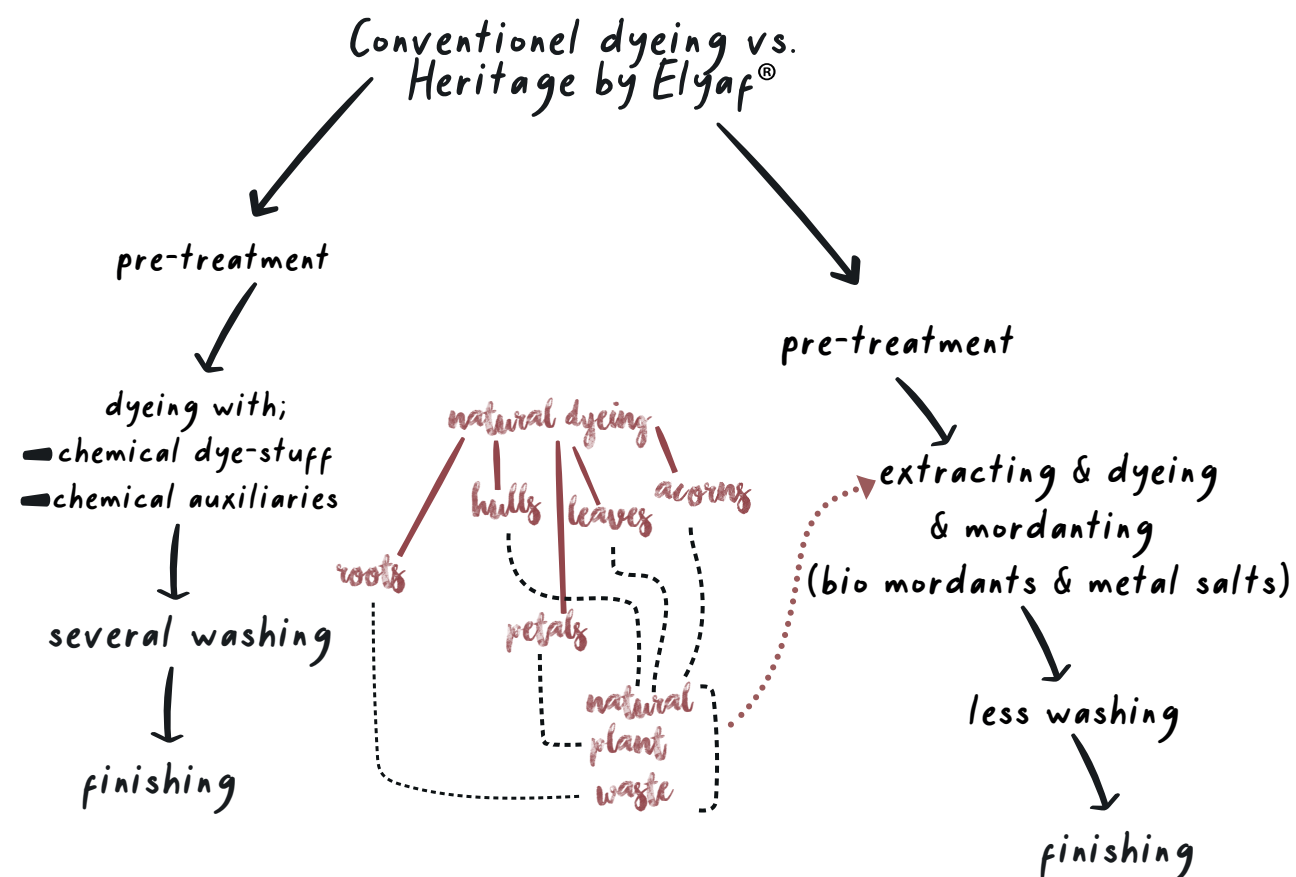 Conventionel dyeing vs.
Heritage by Elyaf®
pre-treatment
dyeing with;
chemical dye-stuff
chemical auxiliaries
several washing
finishing
natural dyeing
hulls
leaves
acorns
roots
petals
natural
plant
waste
pre-treatment
extracting & dyeing
& mordanting
(bio mordants & metal salts)
less washing
finishing